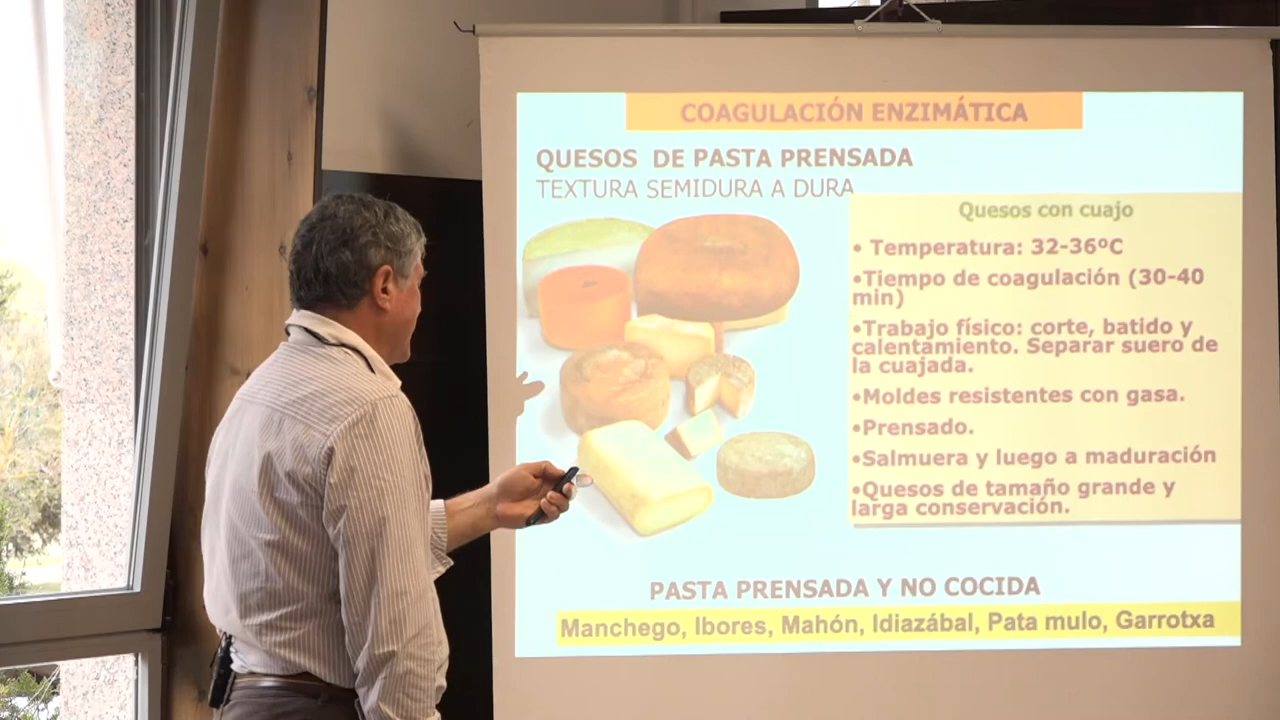 COAGULACIÓN ENZIMÁTICA
QUESOS DE PASTA PRENSADA
TEXTURA SEMIDURA A DURA
Quesos con cuajo
• Temperatura: 32-36ºC
•Tiempo de coagulación (30-40
min)
•Trabajo físico: corte, batido y
calentamiento. Separar suero de
la cuajada.
•Moldes resistentes con gasa.
•Prensado.
•Salmuera y luego a maduración
•Quesos de tamaño grande y
larga conservación.
PASTA PRENSADA Y NO COCIDA
Manchego, Ibores, Mahón, Idiazábal, Pata mulo, Garrotxa